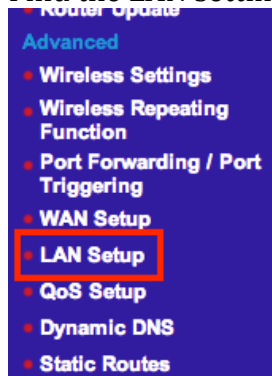 Router Update
Advanced
Wireless Settings
Wireless Repeating
Function
Port Forwarding / Port
Triggering
WAN Setup
LAN Setup
QoS Setup
Dynamic DNS
Static Routes